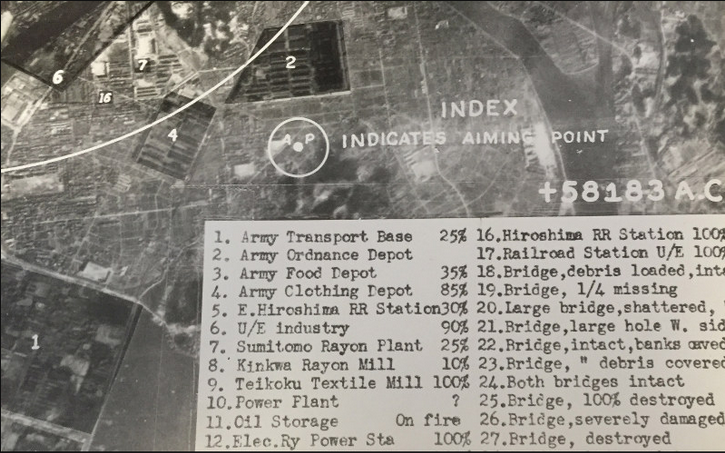 6
7
2
16
4
INDEX
A P INDICATES AIMING POINT
+58183 A.C
1
1. Army Transport Base 25%
2. Army Ordnance Depot
3. Army Food Depot 35%
4. Army Clothing Depot 85%
5. E.Hiroshima RR Station30%
6. U/E industry 90%
7. Sumitomo Rayon Plant 25%
8. Kinkwa Rayon Mill 10%
9. Teikoku Textile Mill 100%
10.Power Plant ?
11.Oil Storage On fire
12.Elec.Ry Power Sta 100%
16.Hiroshima RR Station 100%
17.Railroad Station U/E 100%
18.Bridge,debris loaded,int
19.Bridge, 1/4 missing
20.Large bridge,shattered,
21.Bridge,large hole W. sid
22.Bridge,intact,banks caved
23.Bridge, " debris covered
24.Both bridges intact
25.Bridge, 100% destroyed
26.Bridge,severely damaged
27.Bridge, destroyed